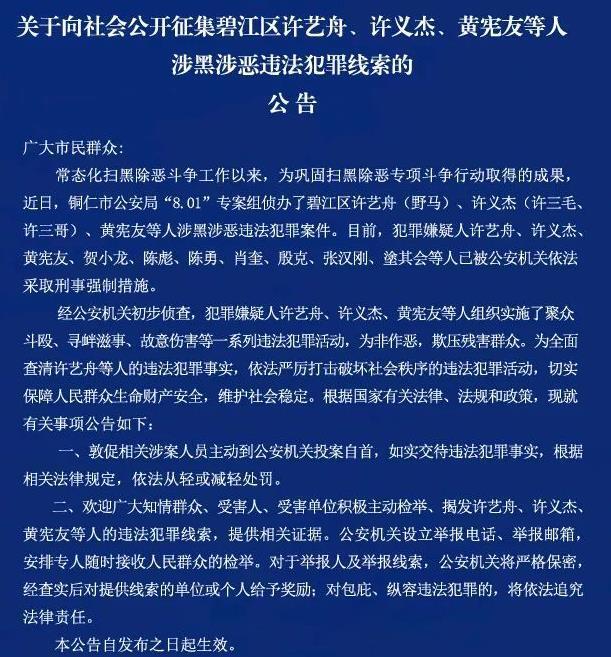 关于向社会公开征集碧江区许艺舟、许义杰、黄宪友等人
涉黑涉恶违法犯罪线索的
公 告
广大市民群众:
常态化扫黑除恶斗争工作以来，为巩固扫黑除恶专项斗争行动取得的成果，
近日，铜仁市公安局“8.01”专案组侦办了碧江区许艺舟（野马）、许义杰（许三毛、
许三哥）、黄宪友等人涉黑涉恶违法犯罪案件。目前，犯罪嫌疑人许艺舟、许义杰、
黄宪友、贺小龙、陈彪、陈勇、肖奎、殷克、张汉刚、塗其会等人已被公安机关依法
采取刑事强制措施。
经公安机关初步侦查，犯罪嫌疑人许艺舟、许义杰、黄宪友等人组织实施了聚众
斗殴、寻衅滋事、故意伤害等一系列违法犯罪活动，为非作恶，欺压残害群众。为全面
查清许艺舟等人的违法犯罪事实，依法严厉打击破坏社会秩序的违法犯罪活动，切实
保障人民群众生命财产安全，维护社会稳定。根据国家有关法律、法规和政策，现就
有关事项公告如下：
一、敦促相关涉案人员主动到公安机关投案自首，如实交待违法犯罪事实，根据
相关法律规定，依法从轻或减轻处罚。
二、欢迎广大知情群众、受害人、受害单位积极主动检举、揭发许艺舟、许义杰、
黄宪友等人的违法犯罪线索，提供相关证据。公安机关设立举报电话、举报邮箱，
安排专人随时接收人民群众的检举。对于举报人及举报线索，公安机关将严格保密，
经查实后对提供线索的单位或个人给予奖励；对包庇、纵容违法犯罪的，将依法追究
法律责任。
本公告自发布之日起生效。